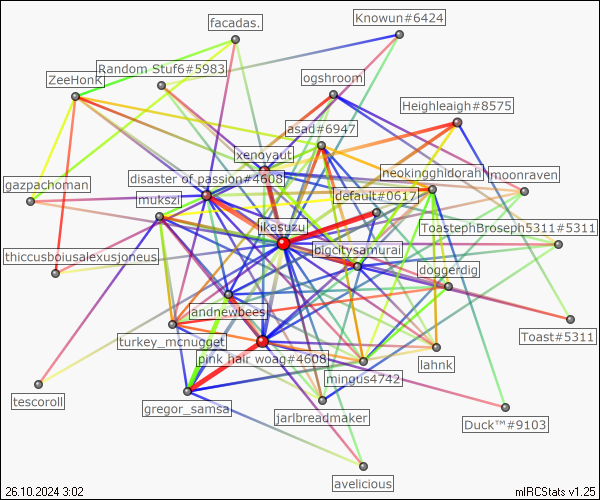 Knowun#6424
facadas.
Random Stuf6#5983
ZeeHonk
ogshroom
Heighleaigh#8575
asad#6947
xenoyaut
disaster of passion#4608
neokingghidorah
moonraven
gazpachoman
mukszi
default#0617
ikasuzu
ToastephBroseph5311#5311
bigcitysamurai
thiccusboiusalexusjoneus
doggerdig
andnewbees
turkey_mcnugget
Toast#5311
pink hair woag#4608
lahnk
mingus4742
tescoroll
gregor_samsa
jarlbreadmaker
Duck™#9103
avelicious
26.10.2024 3:02
mIRCStats v1.25